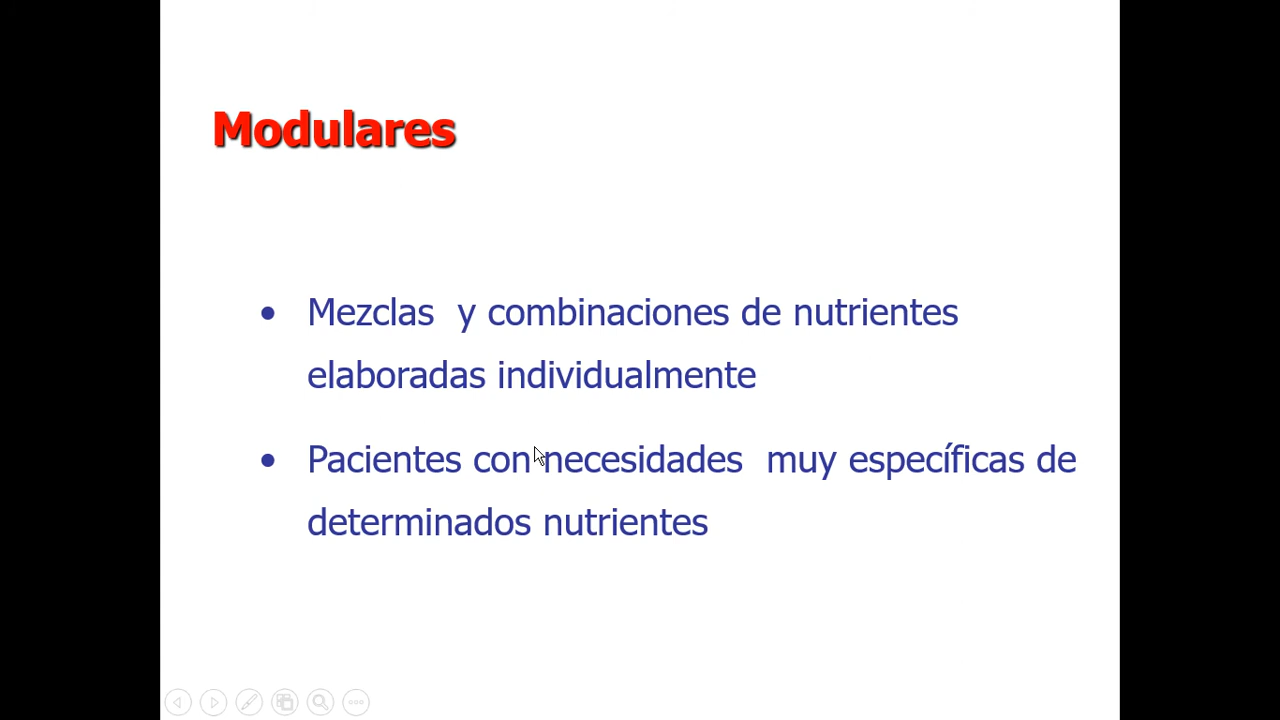 Modulares
• Mezclas y combinaciones de nutrientes
elaboradas individualmente
• Pacientes con necesidades muy específicas de
determinados nutrientes